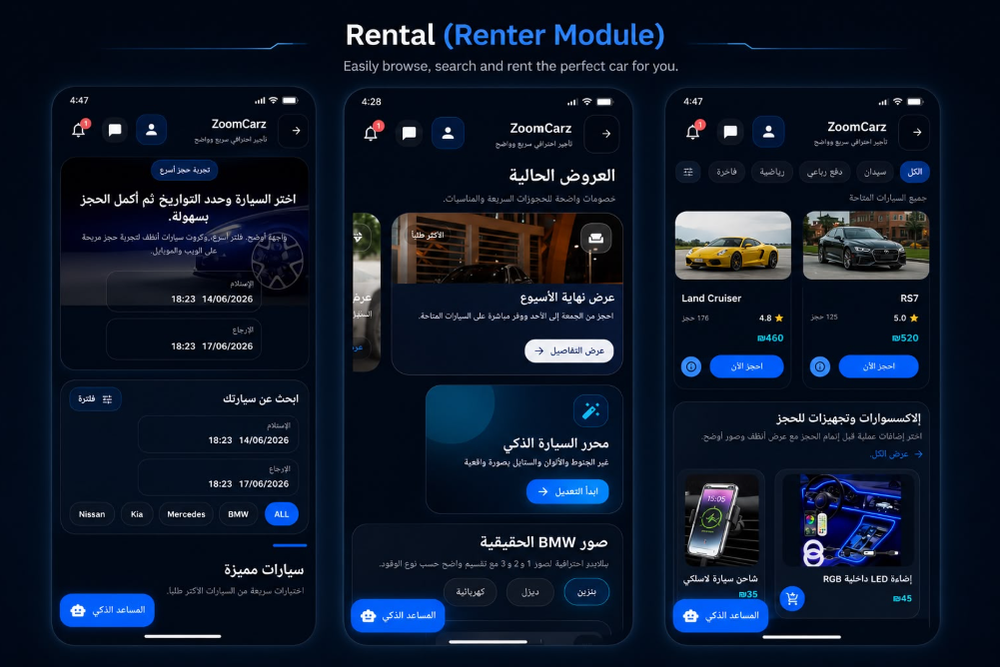 Rental (Renter Module)
Easily browse, search and rent the perfect car for you.
4:47
1
ZoomCarz
تأجير احترافي سريع وواضح
تجربة حجز أسرع
اختر السيارة وحدد التواريخ ثم أكمل الحجز
بسهولة.
واجهة أوضح، فلتر أسرع، وكروت سيارات أنظف لتجربة حجز مريحة
على الويب والموبايل.
الإستلام
14/06/2026 18:23
الإرجاع
17/06/2026 18:23
ابحث عن سيارتك
فلترة
الإستلام
14/06/2026 18:23
الإرجاع
17/06/2026 18:23
ALL
BMW
Mercedes
Kia
Nissan
سيارات مميزة
اختيارات سريعة من السيارات الأكثر طلباً.
المساعد الذكي
4:28
1
ZoomCarz
تأجير احترافي سريع وواضح
العروض الحالية
خصومات واضحة للحجوزات السريعة والمناسبات.
الأكثر طلباً
عرض نهاية الأسبوع
احجز من الجمعة إلى الأحد ووفر مباشرة على السيارات المتاحة.
عرض التفاصيل
محرر السيارة الذكي
غير الجنوط والألوان والستايل بصورة واقعية
ابدأ التعديل
صور BMW الحقيقية
سلايدر احترافية لصور 1 و 2 و 3 مع تقسيم واضح حسب نوع الوقود.
بنزين
ديزل
كهربائية
المساعد الذكي
4:47
1
ZoomCarz
تأجير احترافي سريع وواضح
الكل
سيدان
دفع رباعي
رياضية
فاخرة
جميع السيارات المتاحة
RS7
5.0
125 حجز
₪520
احجز الآن
Land Cruiser
4.8
176 حجز
₪460
احجز الآن
إلاكسسوارات وتجهيزات للحجز
اختر إضافات عملية قبل إتمام الحجز مع عرض أنظف وصور أوضح.
عرض الكل.
15:05
إضاءة LED داخلية RGB
₪45
شاحن سيارة لاسلكي
₪35
المساعد الذكي